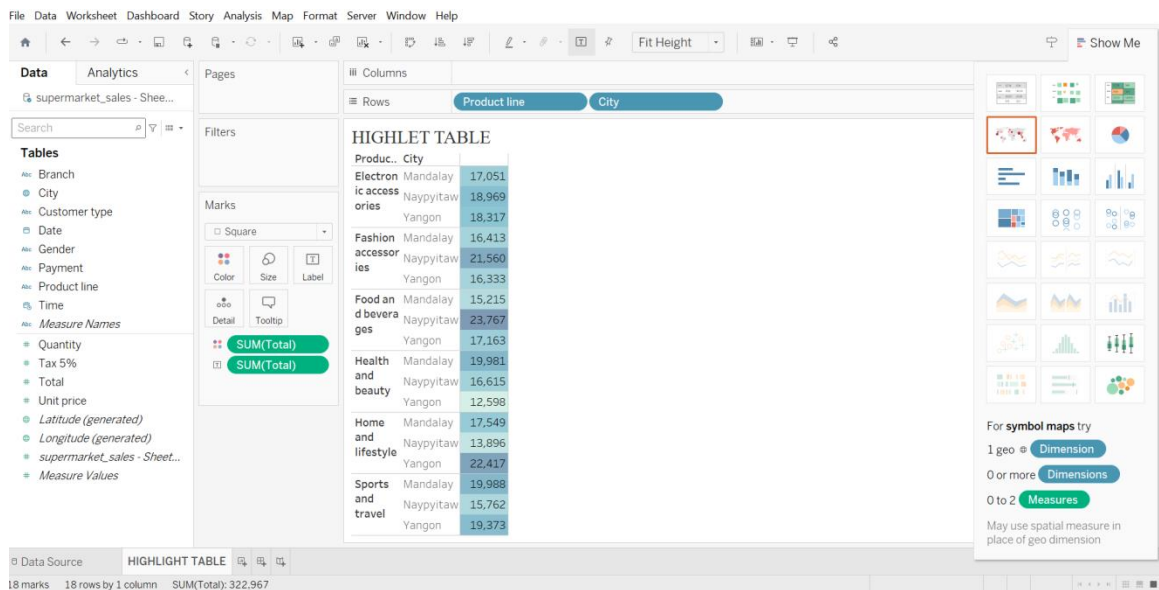 File Data Worksheet Dashboard Story Analysis Map Format Server Window Help
Fit Height
Show Me
Data Analytics
supermarket_sales - Shee...
Search
Tables
Abc Branch
City
Abc Customer type
Date
Abc Gender
Abc Payment
Abc Product line
Time
Abc Measure Names
# Quantity
# Tax 5%
# Total
# Unit price
Latitude (generated)
Longitude (generated)
# supermarket_sales - Sheet...
# Measure Values
Pages
Filters
Marks
Square
Color Size Label
Detail Tooltip
SUM(Total)
SUM(Total)
Columns
Rows Product line City
HIGHLET TABLE
Produc.. City
Electron Mandalay 17,051
ic access Naypyitaw 18,969
ories Yangon 18,317
Fashion Mandalay 16,413
accessor Naypyitaw 21,560
ies Yangon 16,333
Food an Mandalay 15,215
d bevera Naypyitaw 23,767
ges Yangon 17,163
Health Mandalay 19,981
and Naypyitaw 16,615
beauty Yangon 12,598
Home Mandalay 17,549
and Naypyitaw 13,896
lifestyle Yangon 22,417
Sports Mandalay 19,988
and Naypyitaw 15,762
travel Yangon 19,373
For symbol maps try
1 geo Dimension
0 or more Dimensions
0 to 2 Measures
May use spatial measure in
place of geo dimension
Data Source HIGHLIGHT TABLE
18 marks 18 rows by 1 column SUM(Total): 322,967